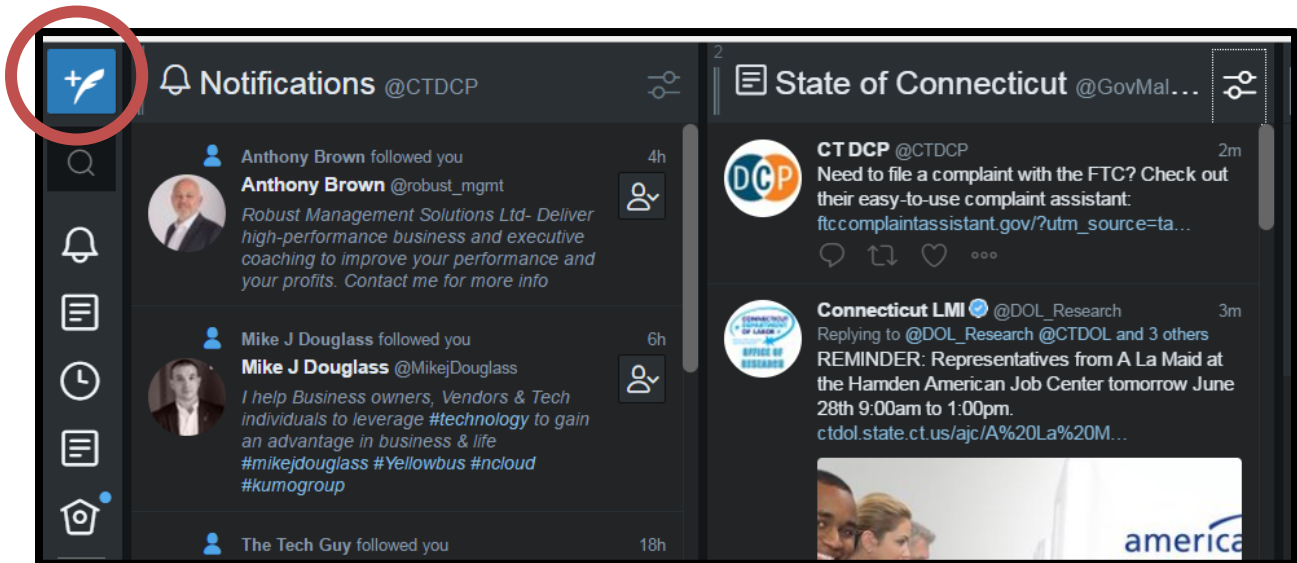 Notifications @CTDCP
Anthony Brown followed you 4h
Anthony Brown @robust_mgmt
Robust Management Solutions Ltd- Deliver
high-performance business and executive
coaching to improve your performance and
your profits. Contact me for more info
Mike J Douglass followed you 6h
Mike J Douglass @MikejDouglass
I help Business owners, Vendors & Tech
individuals to leverage #technology to gain
an advantage in business & life
#mikejdouglass #Yellowbus #ncloud
#kumogroup
The Tech Guy followed you 18h
2
State of Connecticut @GovMal...
DCP
CT DCP @CTDCP 2m
Need to file a complaint with the FTC? Check out
their easy-to-use complaint assistant:
ftccomplaintassistant.gov/?utm_source=ta...
Connecticut LMI @DOL_Research 3m
Replying to @DOL_Research @CTDOL and 3 others
REMINDER: Representatives from A La Maid at
the Hamden American Job Center tomorrow June
28th 9:00am to 1:00pm.
ctdol.state.ct.us/ajc/A%20La%20M...
CONNECTICUT
DEPARTMENT
OF LABOR
OFFICE OF
RESEARCH
america